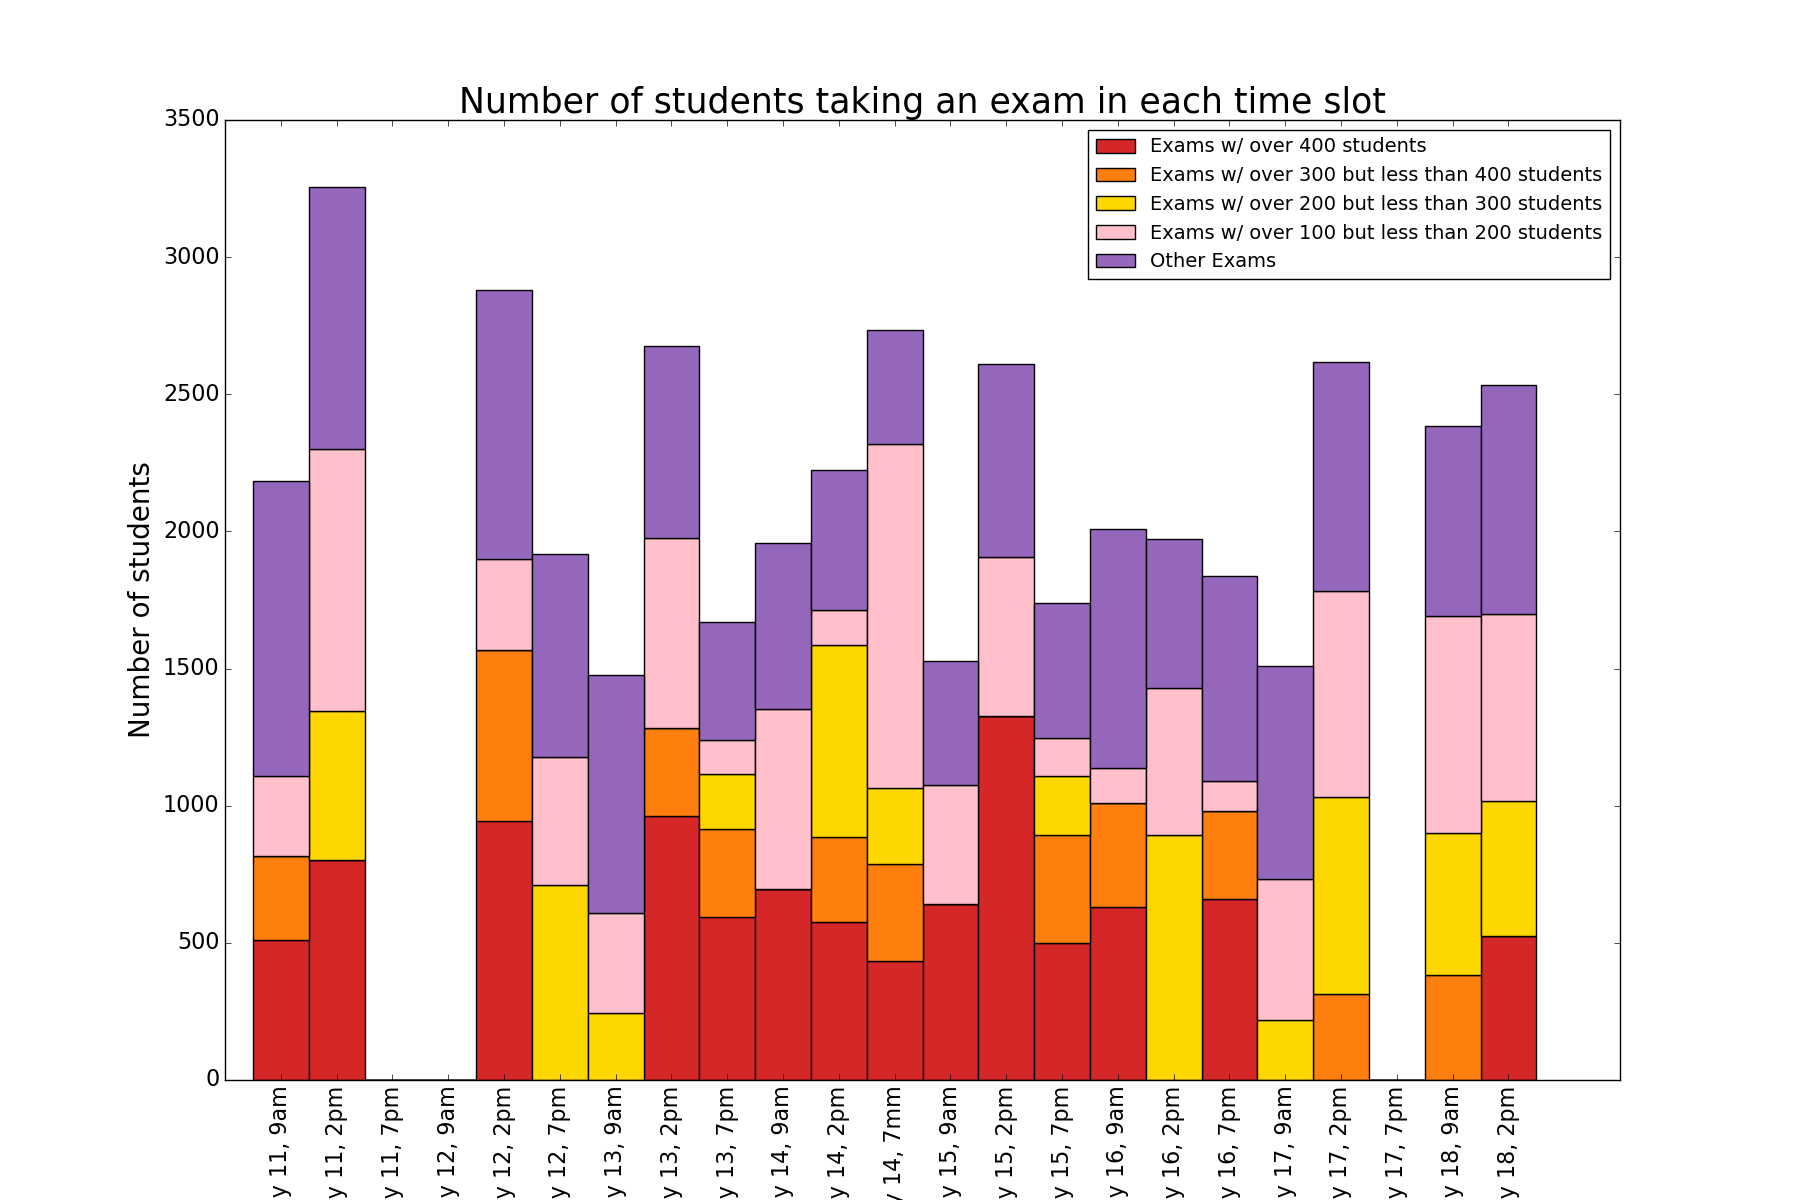 Number of students taking an exam in each time slot
Number of students
3500
3000
2500
2000
1500
1000
500
0
Exams w/ over 400 students
Exams w/ over 300 but less than 400 students
Exams w/ over 200 but less than 300 students
Exams w/ over 100 but less than 200 students
Other Exams
y 11, 9am
y 11, 2pm
y 11, 7pm
y 12, 9am
y 12, 2pm
y 12, 7pm
y 13, 9am
y 13, 2pm
y 13, 7pm
y 14, 9am
y 14, 2pm
y 14, 7mm
y 15, 9am
y 15, 2pm
y 15, 7pm
y 16, 9am
y 16, 2pm
y 16, 7pm
y 17, 9am
y 17, 2pm
y 17, 7pm
y 18, 9am
y 18, 2pm